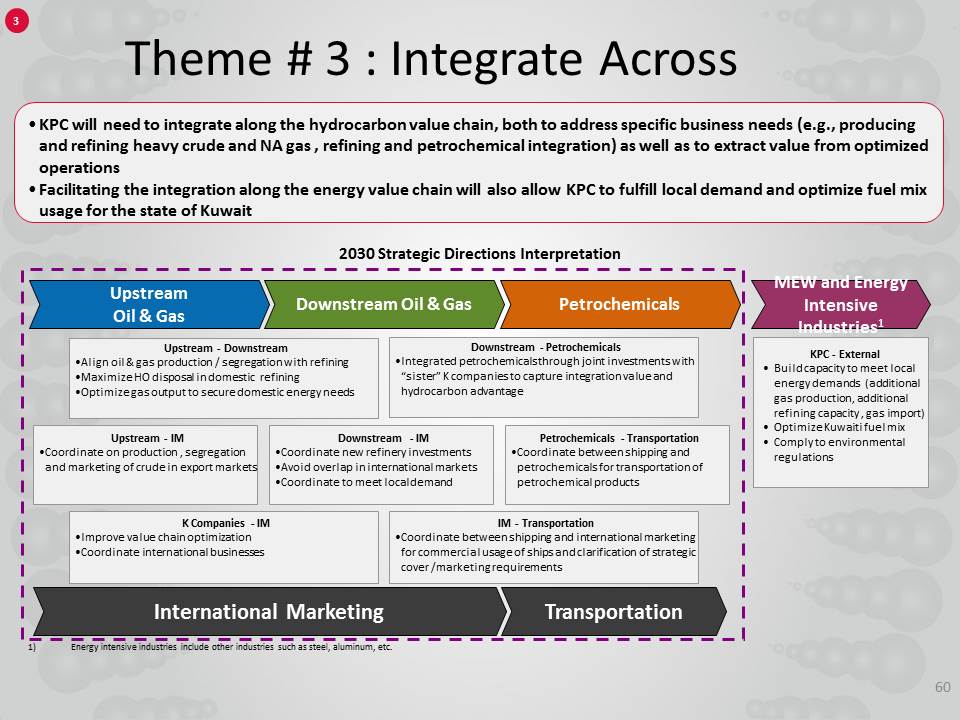 3
Theme # 3 : Integrate Across
•KPC will need to integrate along the hydrocarbon value chain, both to address specific business needs (e.g., producing
and refining heavy crude and NA gas , refining and petrochemical integration) as well as to extract value from optimized
operations
•Facilitating the integration along the energy value chain will also allow KPC to fulfill local demand and optimize fuel mix
usage for the state of Kuwait
2030 Strategic Directions Interpretation
Upstream
Oil & Gas
Downstream Oil & Gas
Petrochemicals
MEW and Energy
Intensive
Industries1
Upstream - Downstream
•Align oil & gas production / segregation with refining
•Maximize HO disposal in domestic refining
•Optimize gas output to secure domestic energy needs
Downstream - Petrochemicals
•Integrated petrochemicals through joint investments with
“sister” K companies to capture integration value and
hydrocarbon advantage
KPC - External
• Build capacity to meet local
energy demands (additional
gas production, additional
refining capacity, gas import)
• Optimize Kuwaiti fuel mix
• Comply to environmental
regulations
Upstream - IM
•Coordinate on production , segregation
and marketing of crude in export markets
Downstream - IM
•Coordinate new refinery investments
•Avoid overlap in international markets
•Coordinate to meet local demand
Petrochemicals - Transportation
•Coordinate between shipping and
petrochemicals for transportation of
petrochemical products
K Companies - IM
•Improve value chain optimization
•Coordinate international businesses
IM - Transportation
•Coordinate between shipping and international marketing
for commercial usage of ships and clarification of strategic
cover /marketing requirements
International Marketing
Transportation
1) Energy intensive industries include other industries such as steel, aluminum, etc.
60